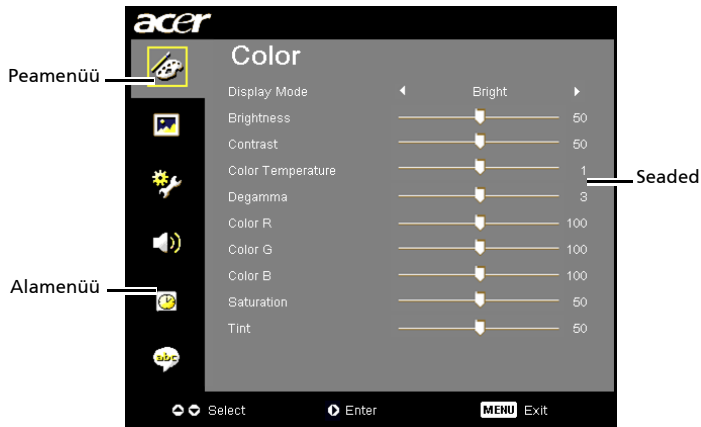 acer
Color
Peamenüü
Display Mode Bright
Brightness 50
Contrast 50
Color Temperature 1
Seaded
Degamma 3
Color R 100
Color G 100
Color B 100
Alamenüü
Saturation 50
Tint 50
abc
Select Enter MENU Exit